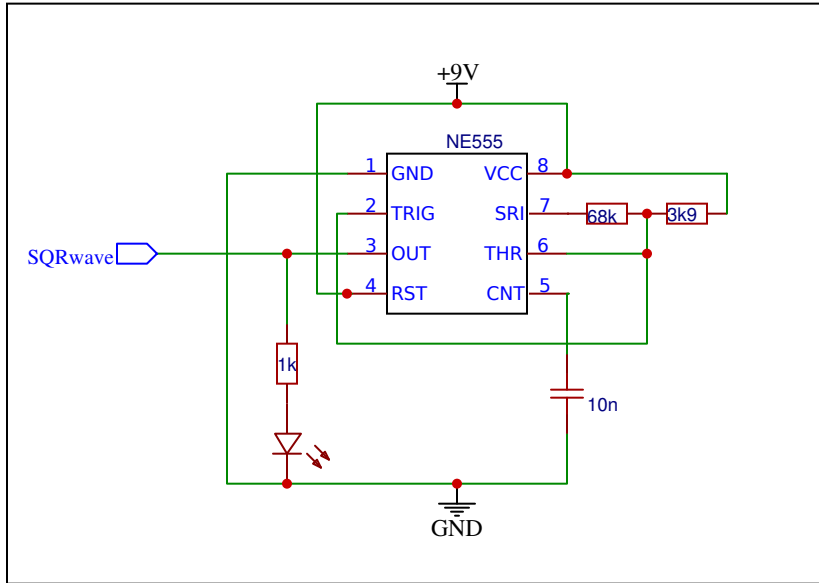 +9V
NE555
1 GND VCC 8
2 TRIG SRI 7 68k 3k9
SQRwave 3 OUT THR 6
4 RST CNT 5
1k
10n
GND